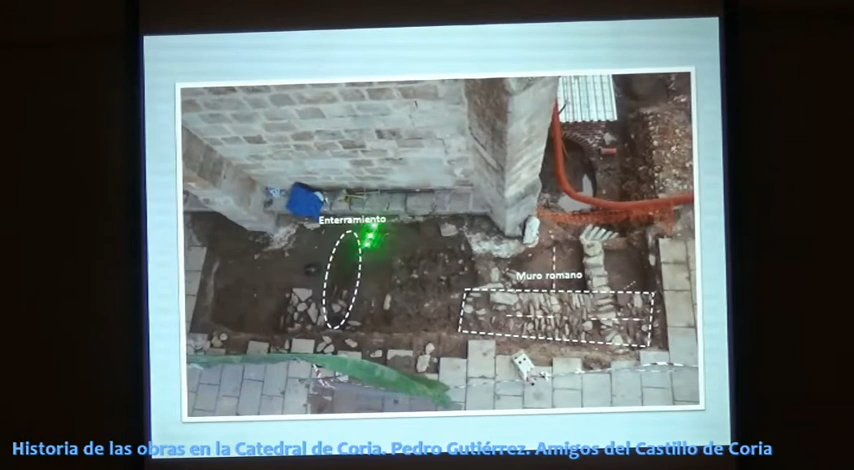 Enterramiento
Muro romano
Historia de las obras en la Catedral de Coria. Pedro Gutiérrez. Amigos del Castillo de Coria